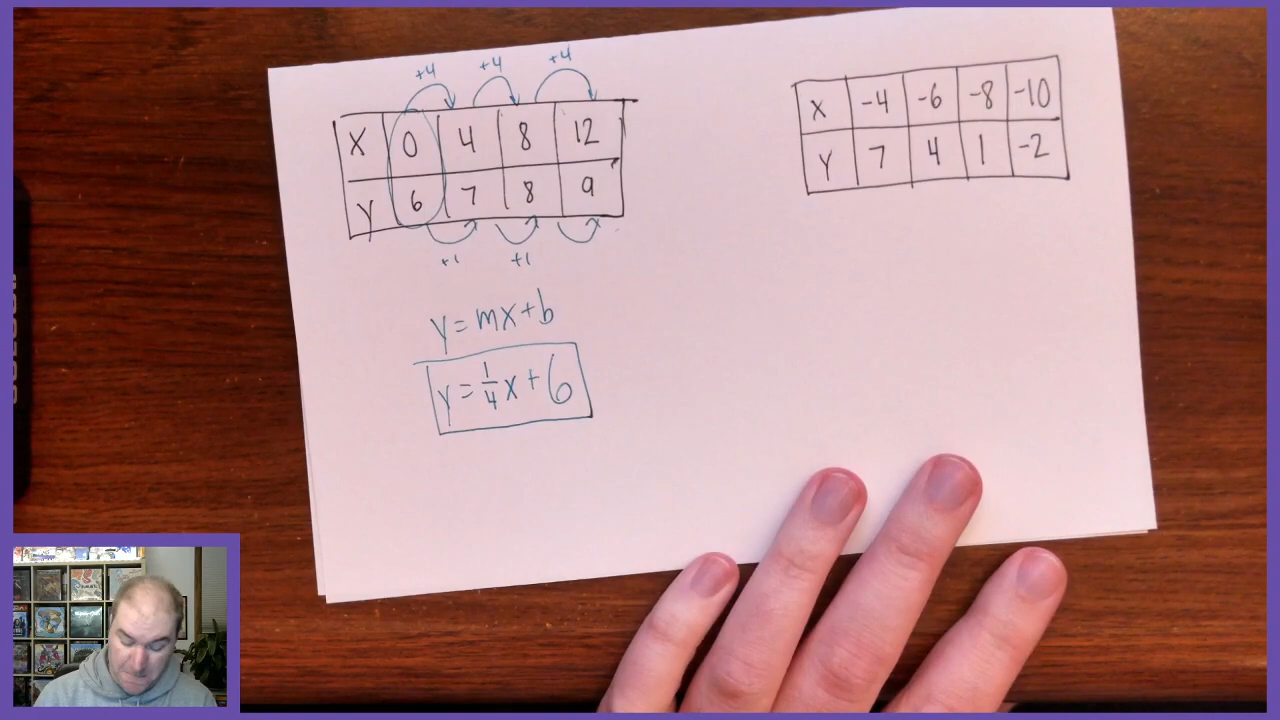 +4 +4 +4
X 0 4 8 12
Y 6 7 8 9
+1 +1
y=mx+b
y=1/4x+6
X -4 -6 -8 -10
Y 7 4 1 -2